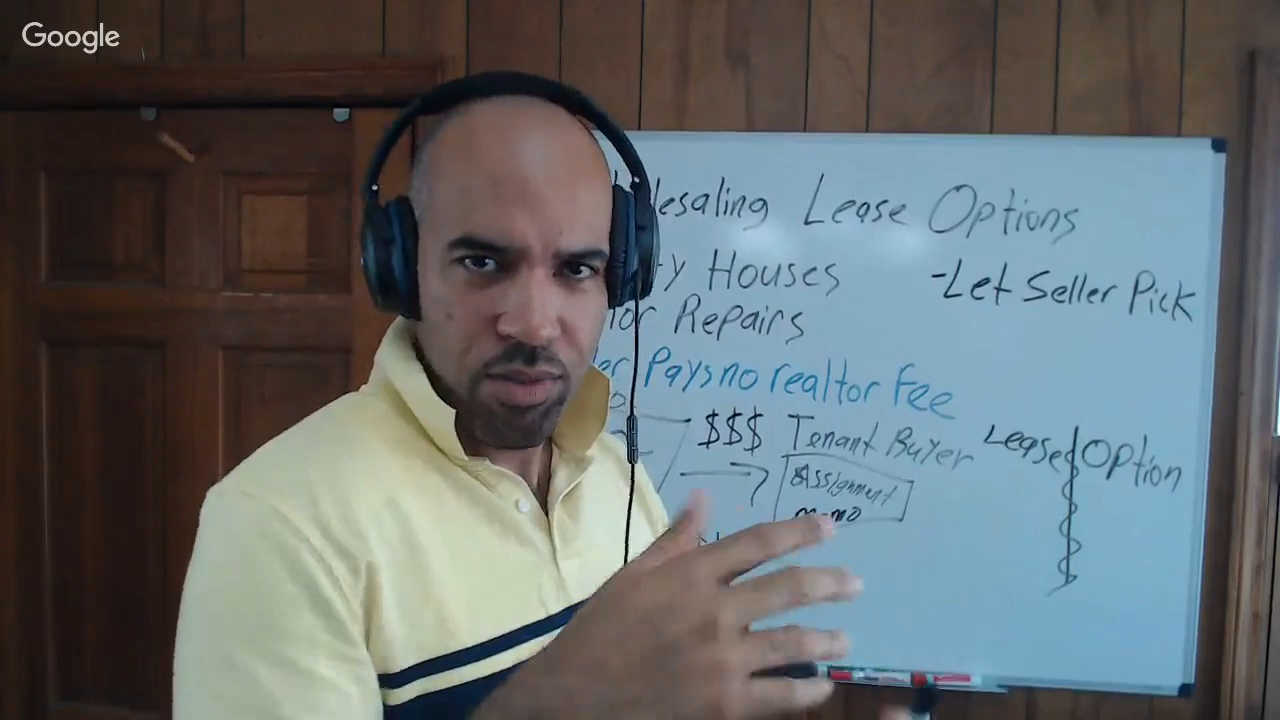 Google
lesaling Lease Options
y Houses
-Let Seller Pick
or Repairs
er Pays no realtor Fee
$$$ Tenant Buyer
Lease Option
Assignment
memo